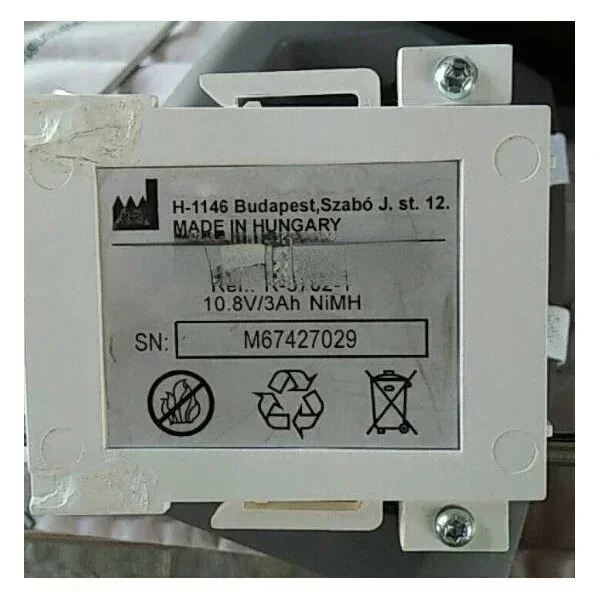 H-1146 Budapest,Szabó J. st. 12.
MADE IN HUNGARY
10.8V/3Ah NiMH
SN: M67427029